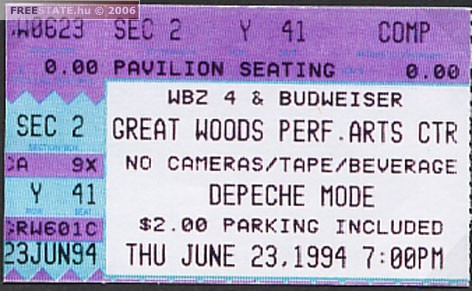 FREESTATE.hu © 2006
GW0623 SEC 2 Y 41 COMP
0.00 PAVILION SEATING 0.00
WBZ 4 & BUDWEISER
SEC 2 GREAT WOODS PERF.ARTS CTR
CA 9X NO CAMERAS/TAPE/BEVERAGE
Y 41 DEPECHE MODE
GRW601C $2.00 PARKING INCLUDED
23JUN94 THU JUNE 23,1994 7:00PM